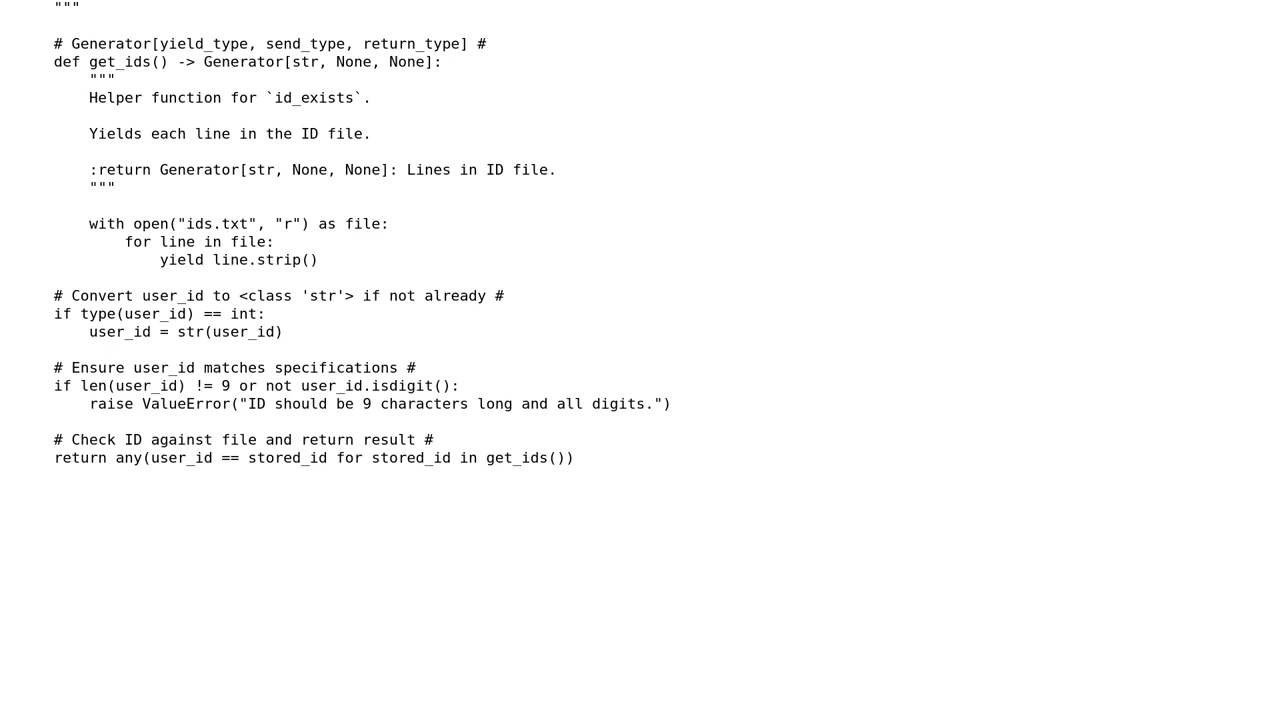 """
# Generator[yield_type, send_type, return_type] #
def get_ids() -> Generator[str, None, None]:
"""
Helper function for `id_exists`.
Yields each line in the ID file.
:return Generator[str, None, None]: Lines in ID file.
"""
with open("ids.txt", "r") as file:
for line in file:
yield line.strip()
# Convert user_id to <class 'str'> if not already #
if type(user_id) == int:
user_id = str(user_id)
# Ensure user_id matches specifications #
if len(user_id) != 9 or not user_id.isdigit():
raise ValueError("ID should be 9 characters long and all digits.")
# Check ID against file and return result #
return any(user_id == stored_id for stored_id in get_ids())